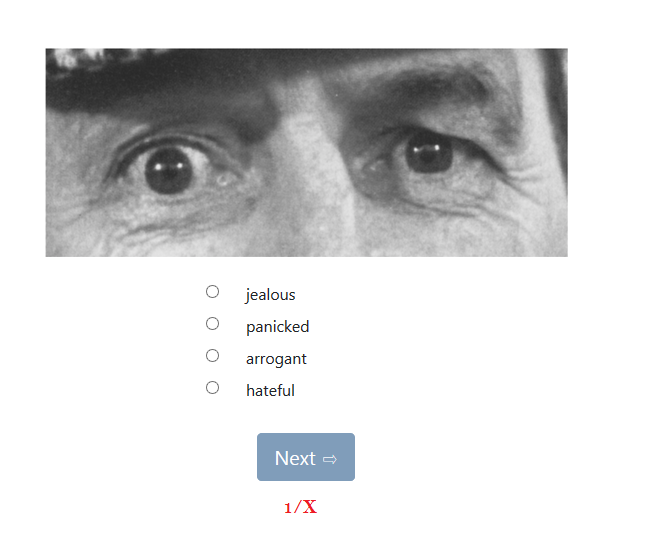 jealous
panicked
arrogant
hateful
Next ⇨
1/X